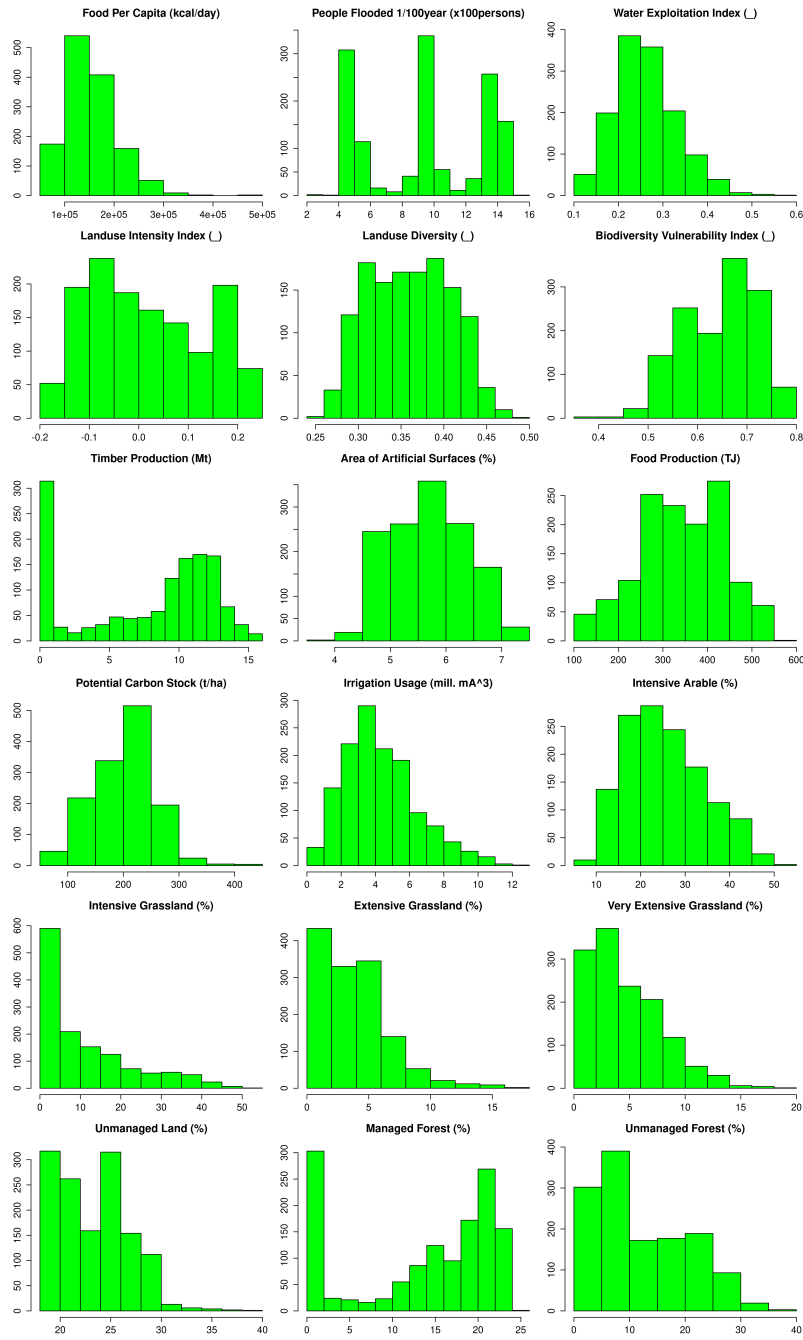 Food Per Capita (kcal/day)
0 100 200 300 400 500
1e+05 2e+05 3e+05 4e+05 5e+05
People Flooded 1/100year (x100persons)
0 50 100 200 300
2 4 6 8 10 12 14 16
Water Exploitation Index (_)
0 100 200 300 400
0.1 0.2 0.3 0.4 0.5 0.6
Landuse Intensity Index (_)
0 50 100 150 200
-0.2 -0.1 0.0 0.1 0.2
Landuse Diversity (_)
0 50 100 150
0.25 0.30 0.35 0.40 0.45 0.50
Biodiversity Vulnerability Index (_)
0 100 200 300
0.4 0.5 0.6 0.7 0.8
Timber Production (Mt)
0 50 100 150 200 250 300
0 5 10 15
Area of Artificial Surfaces (%)
0 50 100 200 300
4 5 6 7
Food Production (TJ)
0 50 100 150 200 250
100 200 300 400 500 600
Potential Carbon Stock (t/ha)
0 100 200 300 400 500
100 200 300 400
Irrigation Usage (mill. mA^3)
0 50 100 150 200 250 300
0 2 4 6 8 10 12
Intensive Arable (%)
0 50 100 150 200 250
10 20 30 40 50
Intensive Grassland (%)
0 100 200 300 400 500 600
0 10 20 30 40 50
Extensive Grassland (%)
0 100 200 300 400
0 5 10 15
Very Extensive Grassland (%)
0 100 200 300
0 5 10 15 20
Unmanaged Land (%)
0 50 100 150 200 250 300
20 25 30 35 40
Managed Forest (%)
0 50 100 150 200 250 300
0 5 10 15 20 25
Unmanaged Forest (%)
0 100 200 300 400
0 10 20 30 40